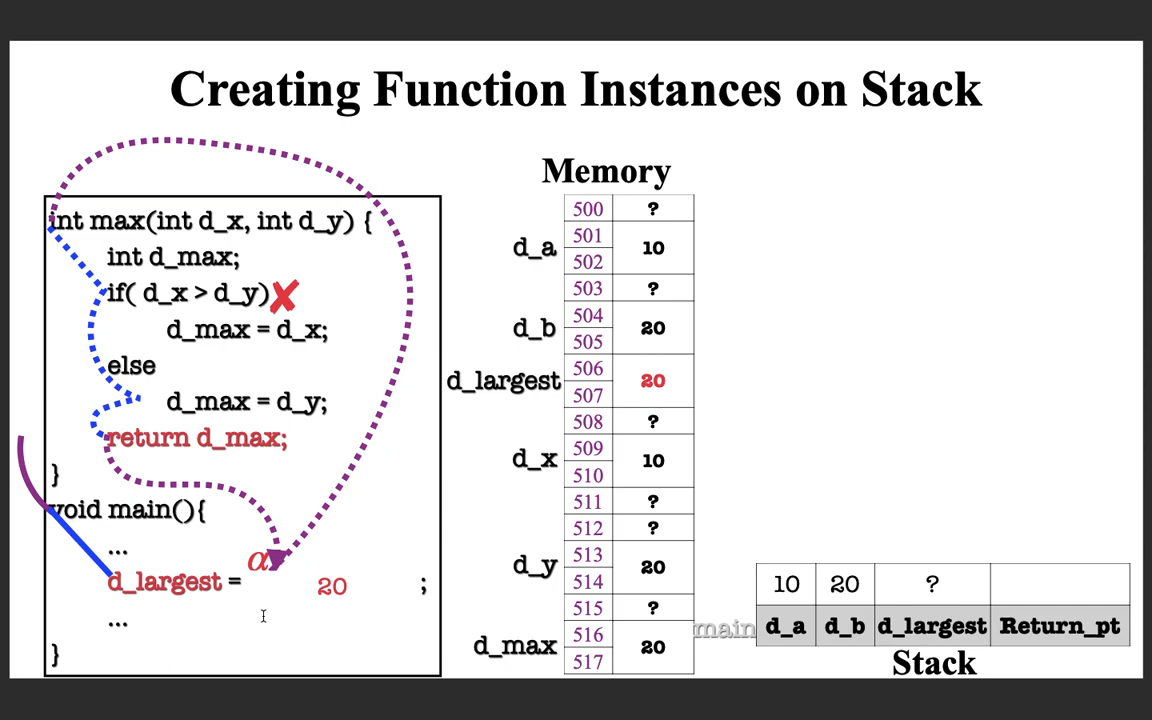 Creating Function Instances on Stack
int max(int d_x, int d_y) {
int d_max;
if( d_x > d_y)
d_max = d_x;
else
d_max = d_y;
return d_max;
}
void main(){
...
α
d_largest = 20 ;
...
}
Memory
500 ?
d_a 501 10
502
503 ?
d_b 504 20
505
d_largest 506 20
507
508 ?
d_x 509 10
510
511 ?
512 ?
d_y 513 20
514
515 ?
d_max 516 20
517
10 20 ?
main d_a d_b d_largest Return_pt
Stack